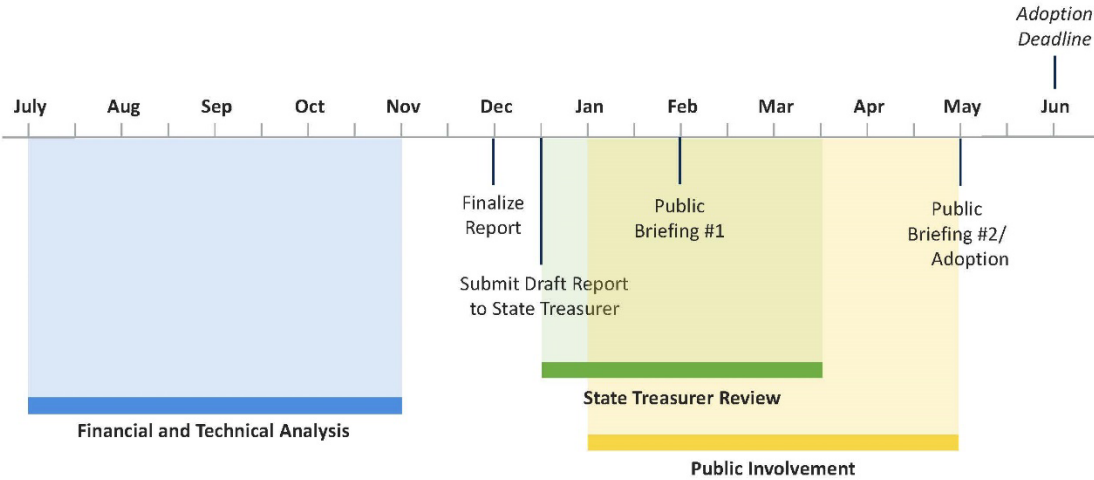 Adoption
Deadline
July Aug Sep Oct Nov Dec Jan Feb Mar Apr May Jun
Finalize
Report
Public
Briefing #1
Public
Briefing #2/
Adoption
Submit Draft Report
to State Treasurer
State Treasurer Review
Financial and Technical Analysis
Public Involvement